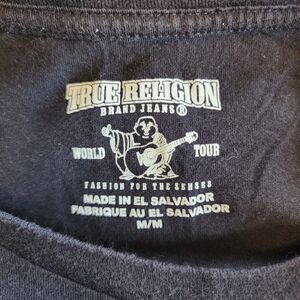 TRUE RELIGION
BRAND JEANS®
WORLD TOUR
FASHION FOR THE SENSES
MADE IN EL SALVADOR
FABRIQUE AU EL SALVADOR
M/M